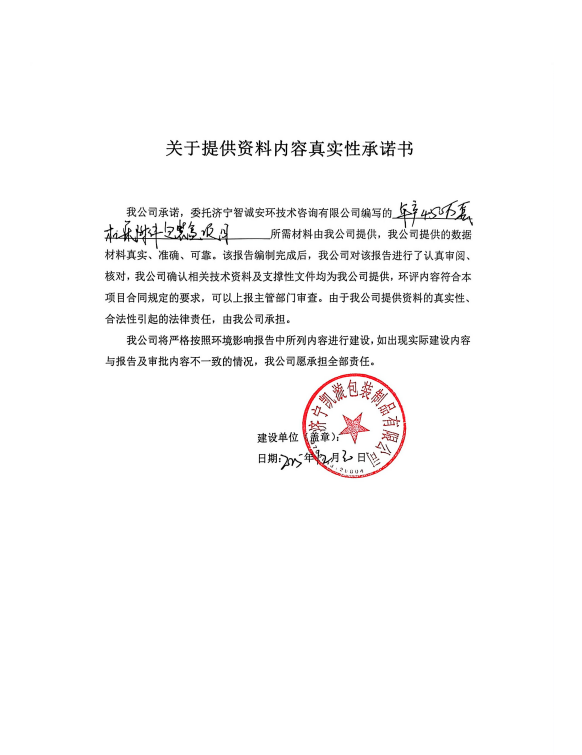 关于提供资料内容真实性承诺书
我公司承诺，委托济宁智诚安环技术咨询有限公司编写的 年产450万套
附件包装盒项目 所需材料由我公司提供，我公司提供的数据
材料真实、准确、可靠。该报告编制完成后，我公司对该报告进行了认真审阅、
核对，我公司确认相关技术资料及支撑性文件均为我公司提供，环评内容符合本
项目合同规定的要求，可以上报主管部门审查。由于我公司提供资料的真实性、
合法性引起的法律责任，由我公司承担。
我公司将严格按照环境影响报告中所列内容进行建设，如出现实际建设内容
与报告及审批内容不一致的情况，我公司愿承担全部责任。
济宁凯漩包装制品有限公司
建设单位（盖章）：
日期：2025年 月 日